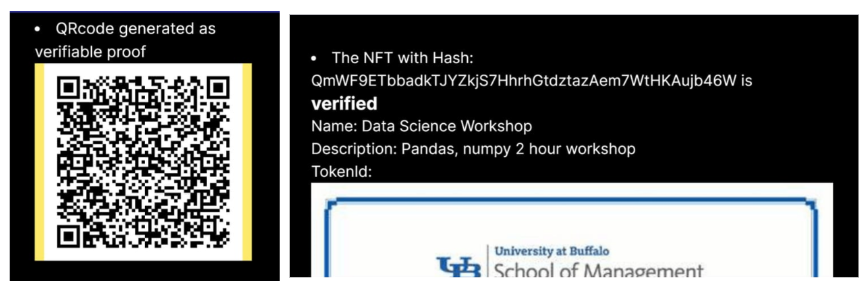 • QRcode generated as
verifiable proof
• The NFT with Hash:
QmWF9ETbbadkTJYZkjS7HhrhGtdztazAem7WtHKAujb46W is
verified
Name: Data Science Workshop
Description: Pandas, numpy 2 hour workshop
TokenId:
UB
University at Buffalo
School of Management